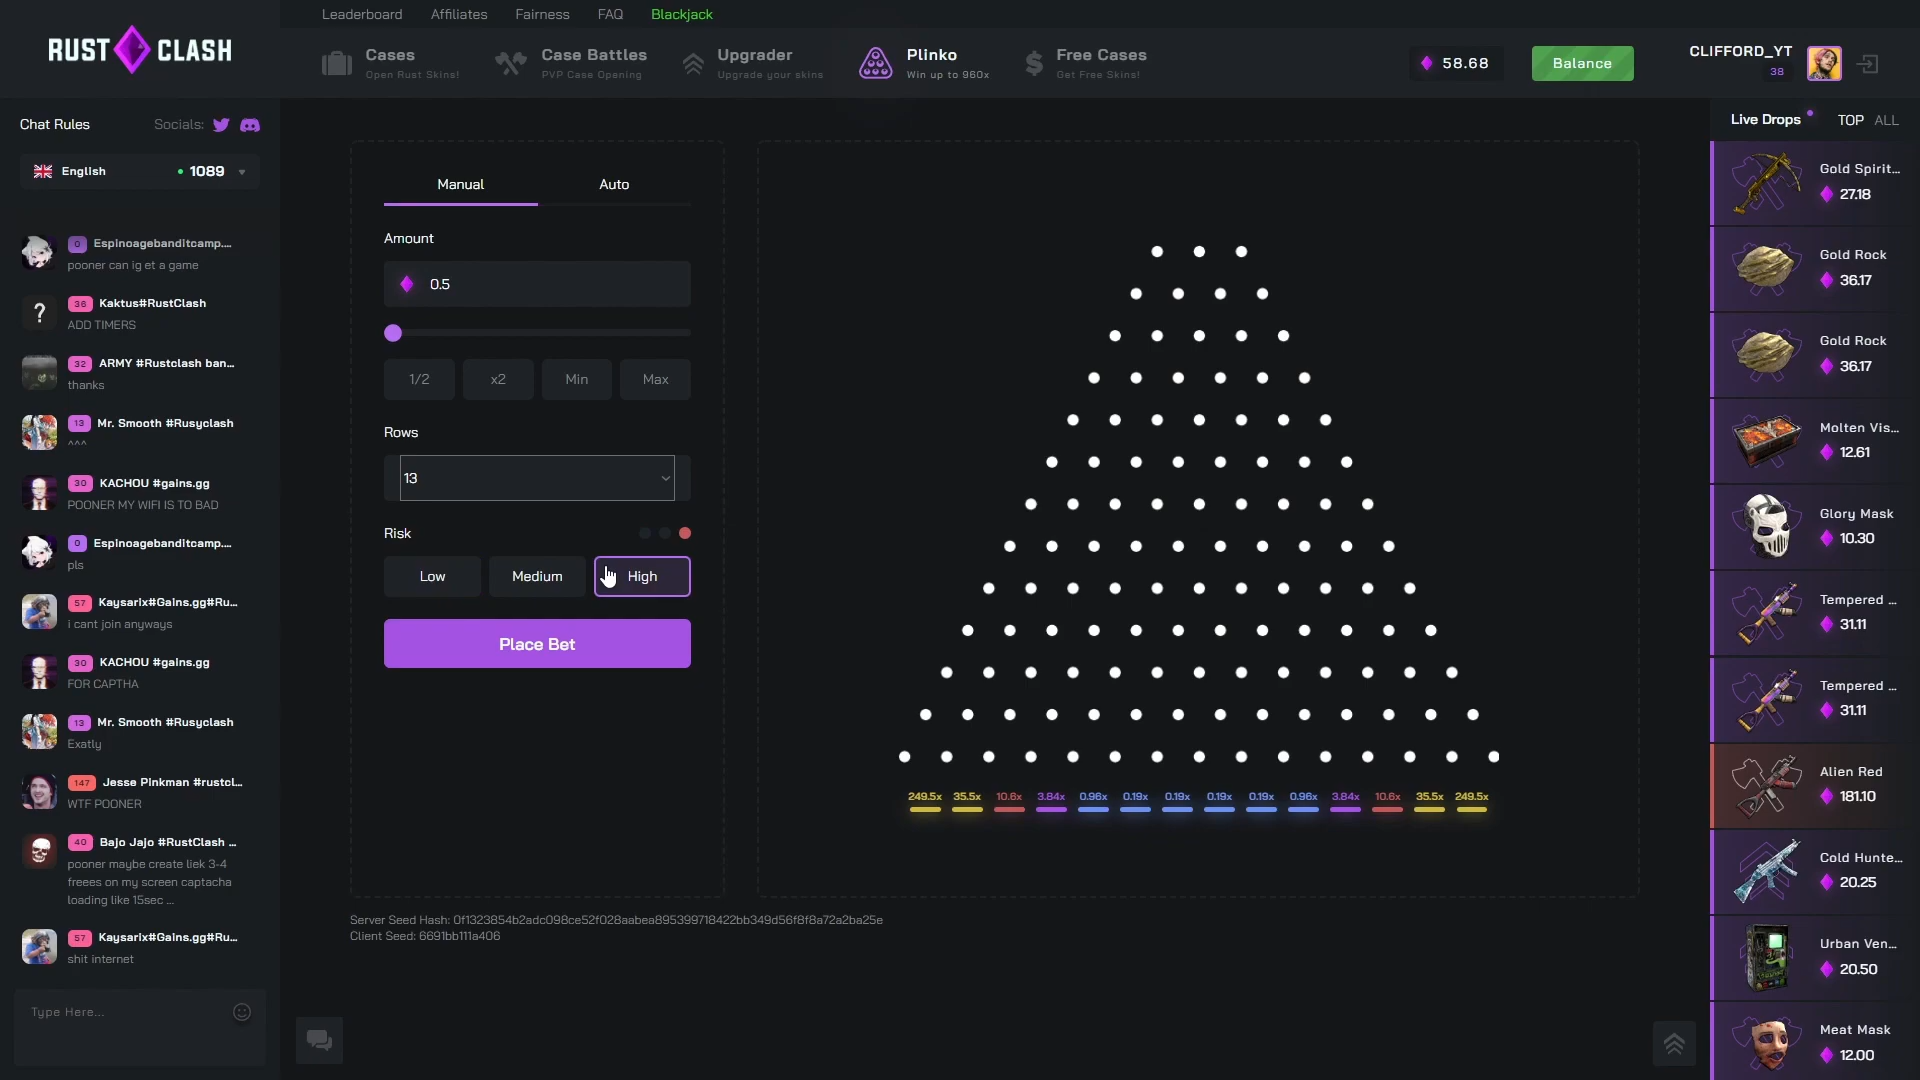 Leaderboard Affiliates Fairness FAQ Blackjack
RUST CLASH
Cases
Open Rust Skins!
Case Battles
PVP Case Opening
Upgrader
Upgrade your skins
Plinko
Win up to 960x
Free Cases
Get Free Skins!
58.68
Balance
CLIFFORD_YT
38
Chat Rules
Socials:
English
1089
0 Espinoagebanditcamp....
pooner can ig et a game
36 Kaktus#RustClash
ADD TIMERS
32 ARMY #Rustclash ban...
thanks
13 Mr. Smooth #Rusyclash
^^^
30 KACHOU #gains.gg
POONER MY WIFI IS TO BAD
0 Espinoagebanditcamp....
pls
57 Kaysarix#Gains.gg#Ru...
i cant join anyways
30 KACHOU #gains.gg
FOR CAPTHA
13 Mr. Smooth #Rusyclash
Exatly
147 Jesse Pinkman #rustcl...
WTF POONER
40 Bajo Jajo #RustClash ...
pooner maybe create liek 3-4
freees on my screen captacha
loading like 15sec ...
57 Kaysarix#Gains.gg#Ru...
shit internet
Type Here...
Manual Auto
Amount
0.5
1/2 x2 Min Max
Rows
13
Risk
Low Medium High
Place Bet
249.5x 35.5x 10.6x 3.84x 0.96x 0.19x 0.19x 0.19x 0.19x 0.96x 3.84x 10.6x 35.5x 249.5x
Server Seed Hash: 0f1323854b2adc098ce52f028aabea895399718422bb349d56f8f8a72a2ba25e
Client Seed: 6691bb111a406
Live Drops TOP ALL
Gold Spirit...
27.18
Gold Rock
36.17
Gold Rock
36.17
Molten Vis...
12.61
Glory Mask
10.30
Tempered ...
31.11
Tempered ...
31.11
Alien Red
181.10
Cold Hunte...
20.25
Urban Ven...
20.50
Meat Mask
12.00